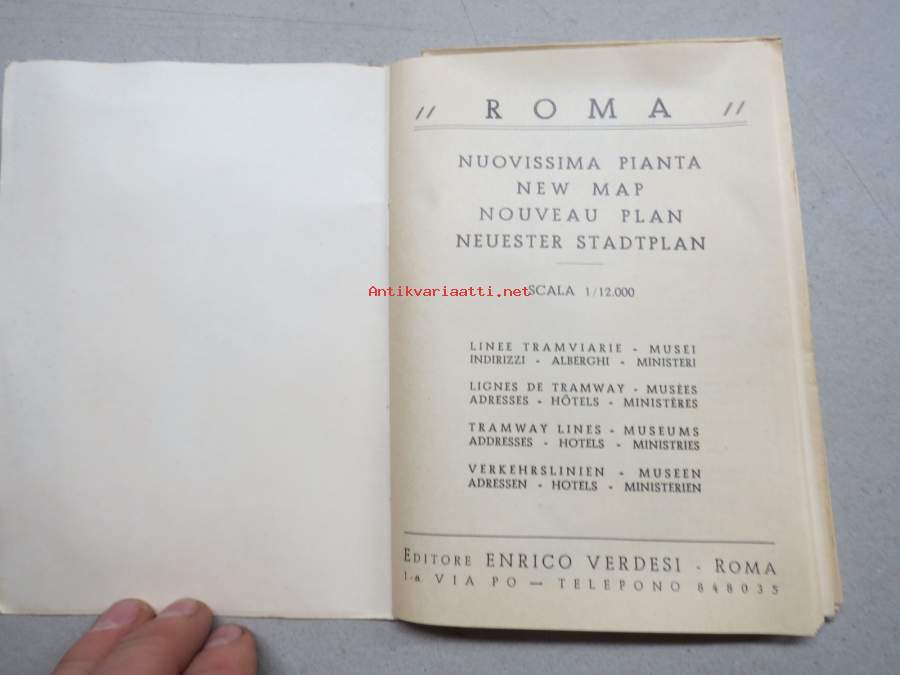 // ROMA //
NUOVISSIMA PIANTA
NEW MAP
NOUVEAU PLAN
NEUESTER STADTPLAN
Antikvariaatti.net
SCALA 1/12.000
LINEE TRAMVIARIE - MUSEI
INDIRIZZI - ALBERGHI - MINISTERI
LIGNES DE TRAMWAY - MUSÉES
ADRESSES - HÔTELS - MINISTÈRES
TRAMWAY LINES - MUSEUMS
ADDRESSES - HOTELS - MINISTRIES
VERKEHRSLINIEN - MUSEEN
ADRESSEN - HOTELS - MINISTERIEN
EDITORE ENRICO VERDESI - ROMA
1-a VIA PO — TELEPONO 848035